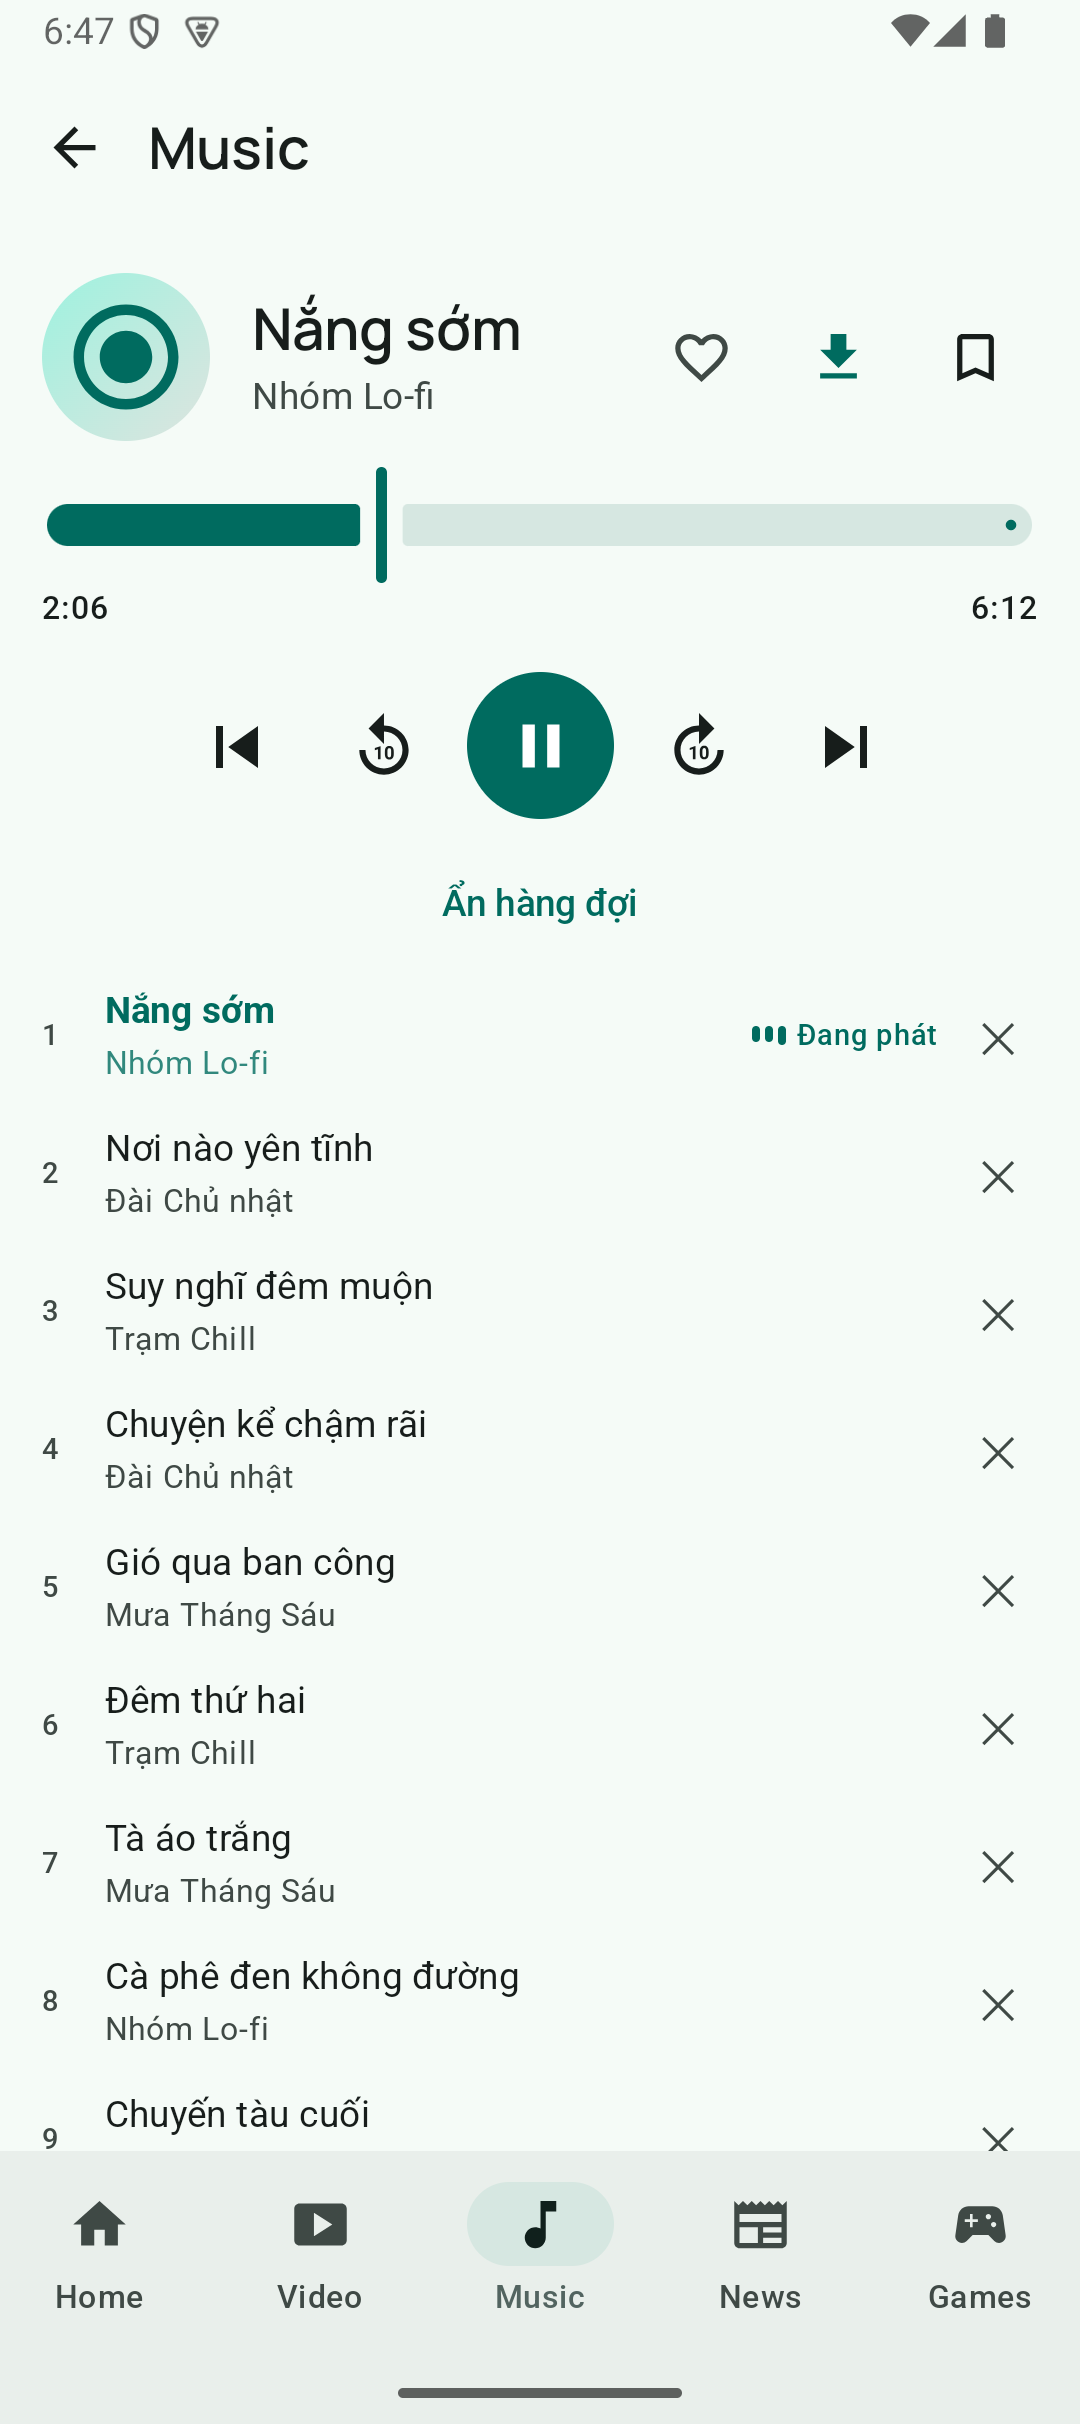 6:47
Music
Nắng sớm
Nhóm Lo-fi
2:06
6:12
10
10
Ẩn hàng đợi
1
Nắng sớm
Nhóm Lo-fi
Đang phát
2
Nơi nào yên tĩnh
Đài Chủ nhật
3
Suy nghĩ đêm muộn
Trạm Chill
4
Chuyện kể chậm rãi
Đài Chủ nhật
5
Gió qua ban công
Mưa Tháng Sáu
6
Đêm thứ hai
Trạm Chill
7
Tà áo trắng
Mưa Tháng Sáu
8
Cà phê đen không đường
Nhóm Lo-fi
9
Chuyến tàu cuối
Home
Video
Music
News
Games